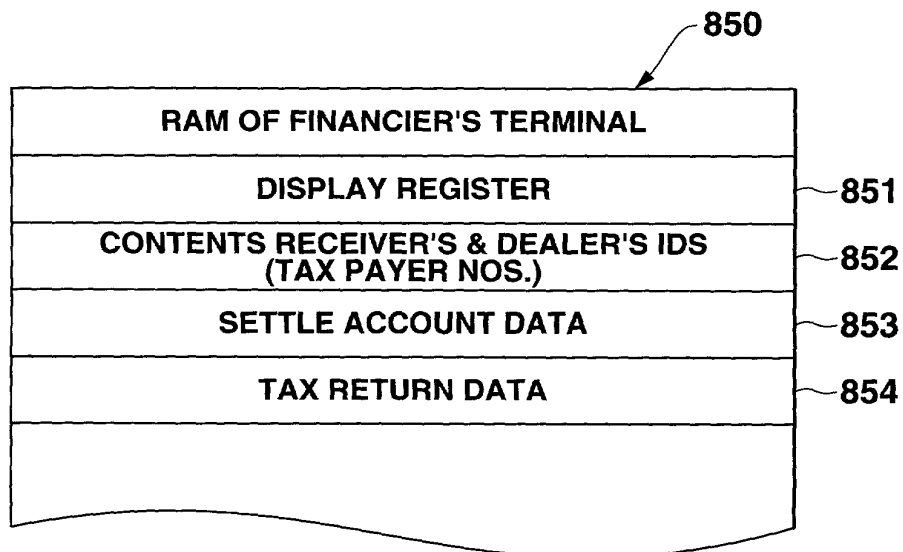 850
RAM OF FINANCIER'S TERMINAL
DISPLAY REGISTER
851
CONTENTS RECEIVER'S & DEALER'S IDS
(TAX PAYER NOS.)
852
SETTLE ACCOUNT DATA
853
TAX RETURN DATA
854